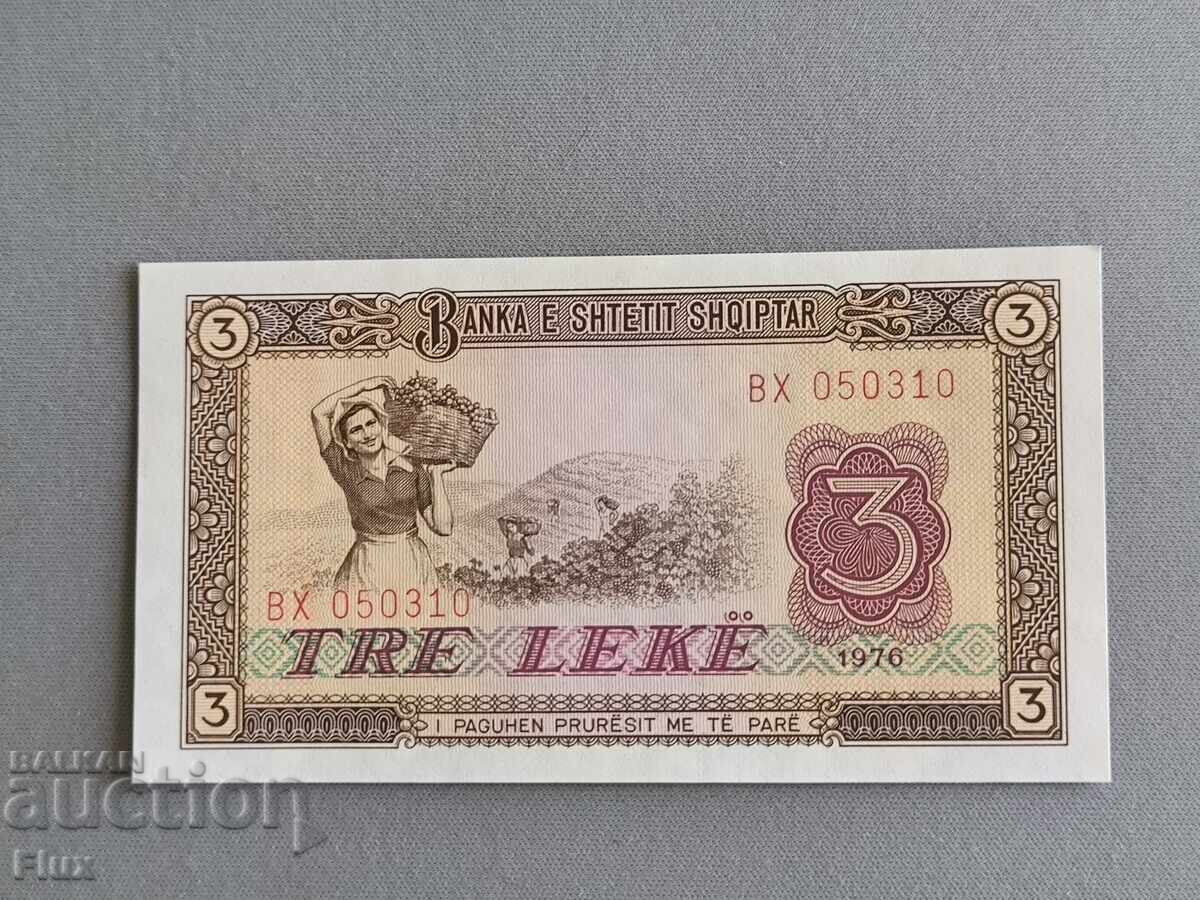 3 BANKA E SHTETIT SHQIPTAR 3
BX 050310
3
BX 050310
TRE LEKË 1976
3 I PAGUHEN PRURËSIT ME TË PARË 3
BALKAN
auction
Flux